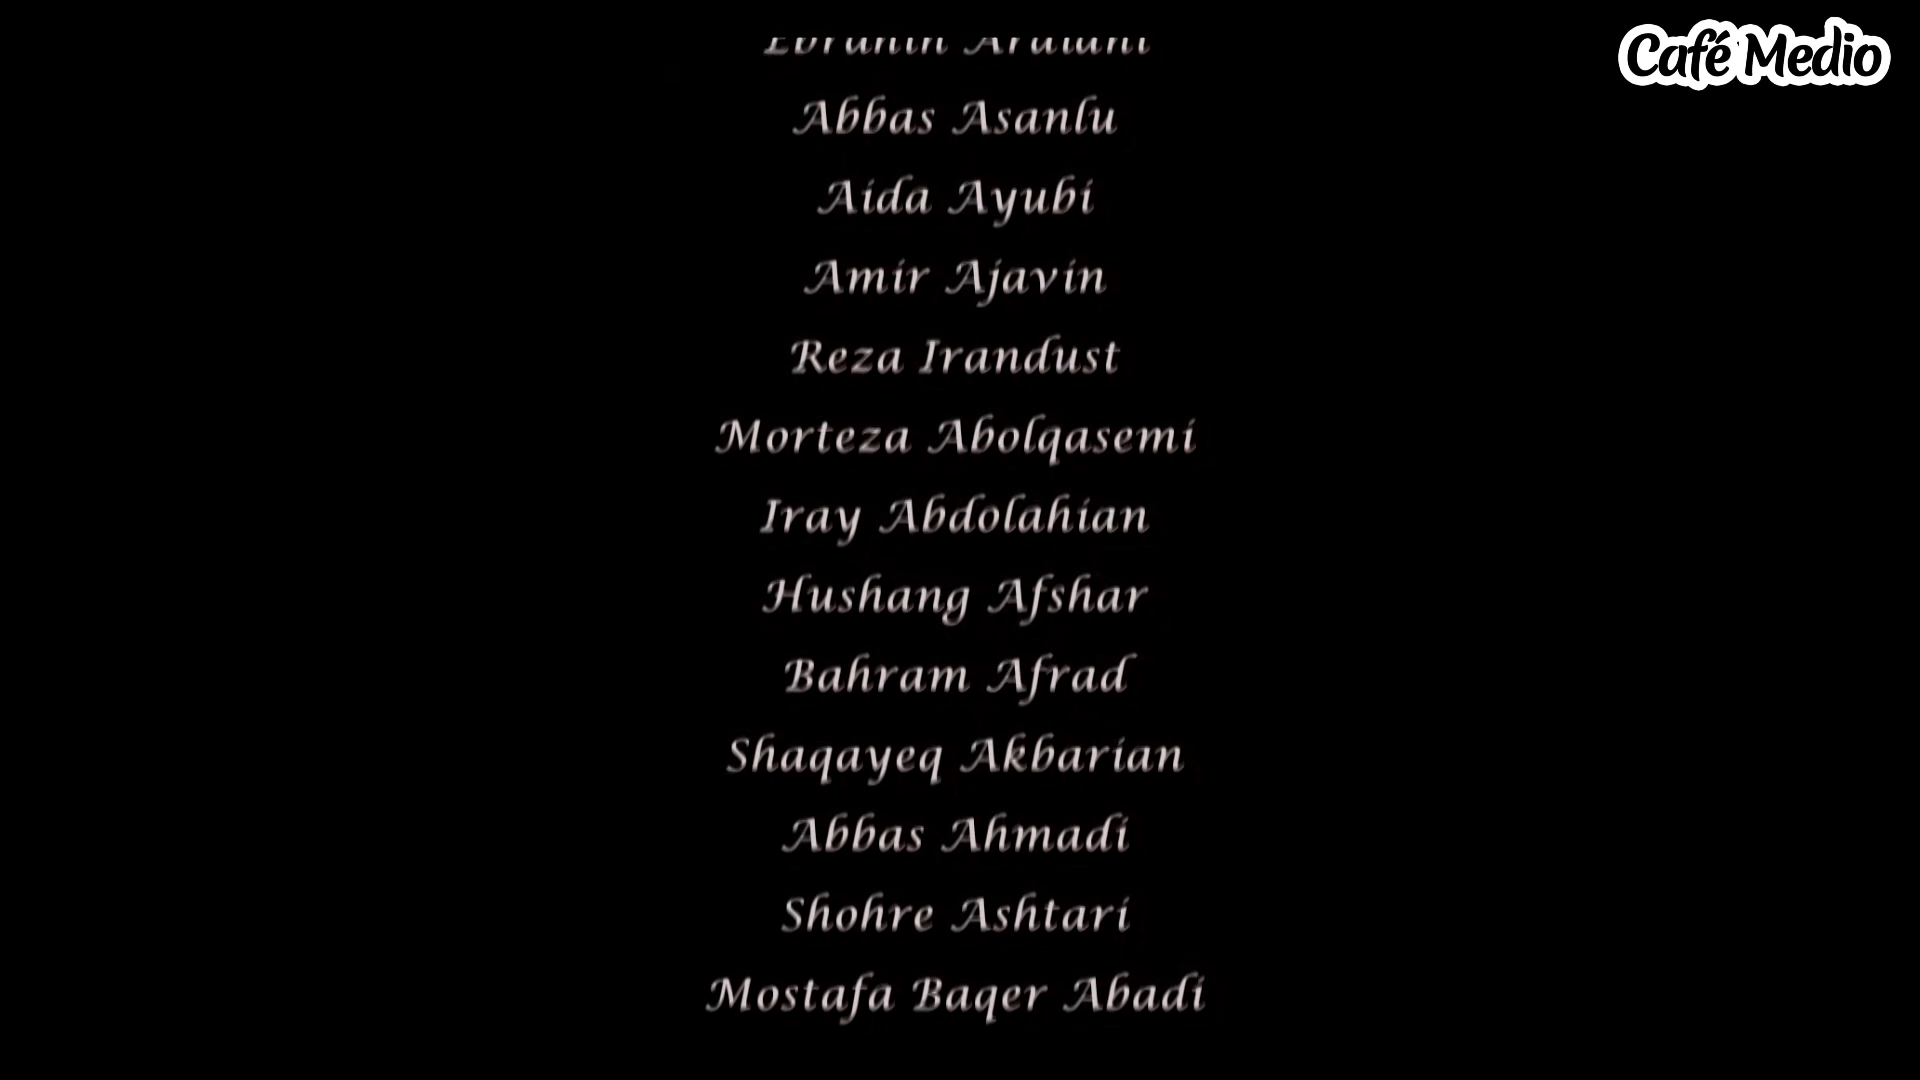 Café Medio
Abbas Asanlu
Aida Ayubi
Amir Ajavin
Reza Irandust
Morteza Abolqasemi
Iray Abdolahian
Hushang Afshar
Bahram Afrad
Shaqayeq Akbarian
Abbas Ahmadi
Shohre Ashtari
Mostafa Baqer Abadi